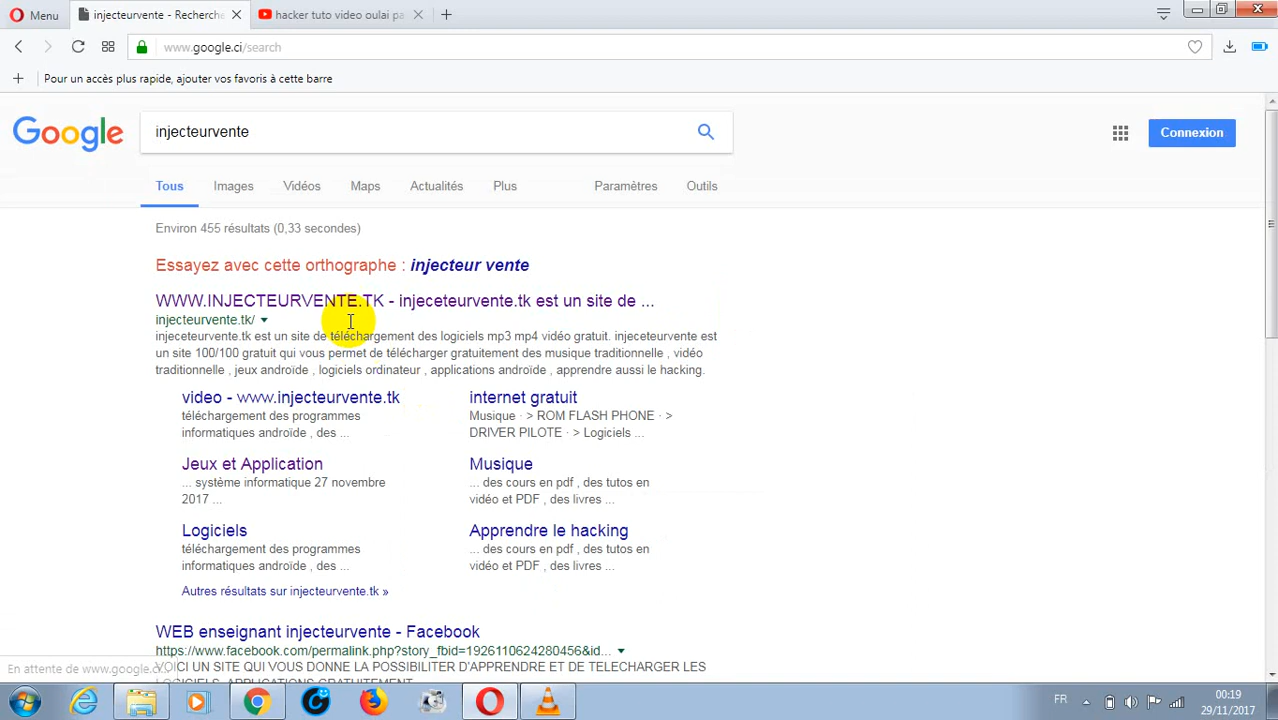 Menu
injecteurvente - Recherche
hacker tuto video oulai pa
www.google.ci/search
Pour un accès plus rapide, ajouter vos favoris à cette barre
Google
injecteurvente
Connexion
Tous Images Vidéos Maps Actualités Plus Paramètres Outils
Environ 455 résultats (0,33 secondes)
Essayez avec cette orthographe : injecteur vente
WWW.INJECTEURVENTE.TK - injeceteurvente.tk est un site de ...
injecteurvente.tk/
injeceteurvente.tk est un site de téléchargement des logiciels mp3 mp4 vidéo gratuit. injeceteurvente est
un site 100/100 gratuit qui vous permet de télécharger gratuitement des musique traditionnelle , vidéo
traditionnelle , jeux androïde , logiciels ordinateur , applications androïde , apprendre aussi le hacking.
video - www.injecteurvente.tk
téléchargement des programmes
informatiques androïde , des ...
internet gratuit
Musique · > ROM FLASH PHONE · >
DRIVER PILOTE · > Logiciels ...
Jeux et Application
... système informatique 27 novembre
2017 ...
Musique
... des cours en pdf , des tutos en
vidéo et PDF , des livres ...
Logiciels
téléchargement des programmes
informatiques androïde , des ...
Apprendre le hacking
... des cours en pdf , des tutos en
vidéo et PDF , des livres ...
Autres résultats sur injecteurvente.tk »
WEB enseignant injecteurvente - Facebook
https://www.facebook.com/permalink.php?story_fbid=1926110624280456&id...
VOICI UN SITE QUI VOUS DONNE LA POSSIBILITER D'APPRENDRE ET DE TELECHARGER LES
LOGICIELS, APPLICATIONS GRATUITEMENT
En attente de www.google.ci...
FR
00:19
29/11/2017